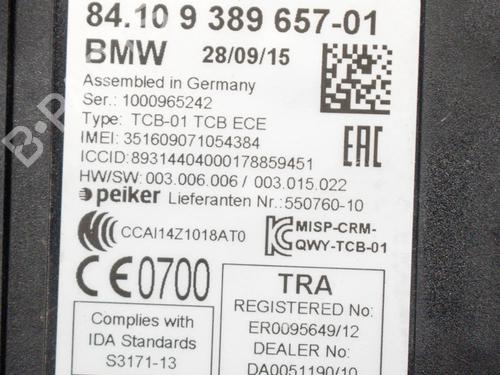 84.10 9 389 657-01
BMW 28/09/15
Assembled in Germany
Ser.: 1000965242
Type: TCB-01 TCB ECE
IMEI: 351609071054384
ICCID:89314404000178859451
HW/SW: 003.006.006 / 003.015.022
peiker Lieferanten Nr.:550760-10
EAC
CCAI14Z1018AT0
MISP-CRM-
QWY-TCB-01
CE0700
Complies with
IDA Standards
S3171-13
TRA
REGISTERED No:
ER0095649/12
DEALER No:
DA0051190/10